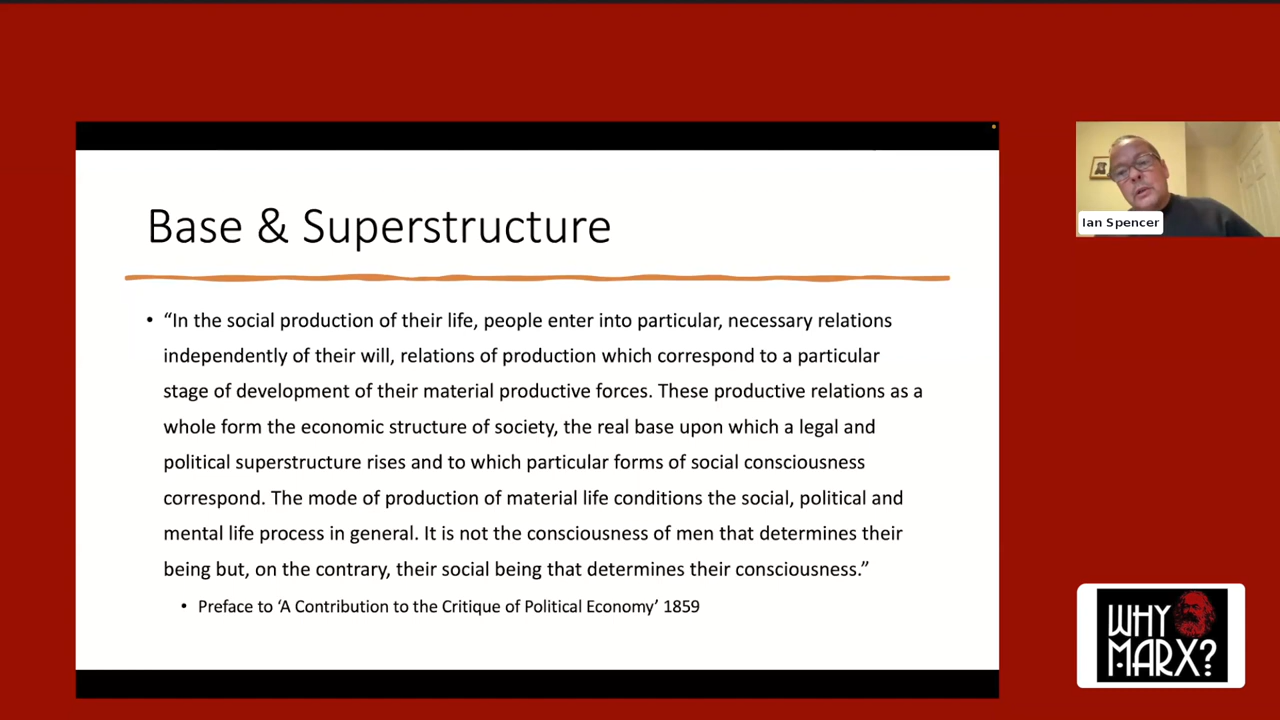 Base & Superstructure
• “In the social production of their life, people enter into particular, necessary relations
independently of their will, relations of production which correspond to a particular
stage of development of their material productive forces. These productive relations as a
whole form the economic structure of society, the real base upon which a legal and
political superstructure rises and to which particular forms of social consciousness
correspond. The mode of production of material life conditions the social, political and
mental life process in general. It is not the consciousness of men that determines their
being but, on the contrary, their social being that determines their consciousness.”
• Preface to ‘A Contribution to the Critique of Political Economy’ 1859
Ian Spencer
WHY
MARX?